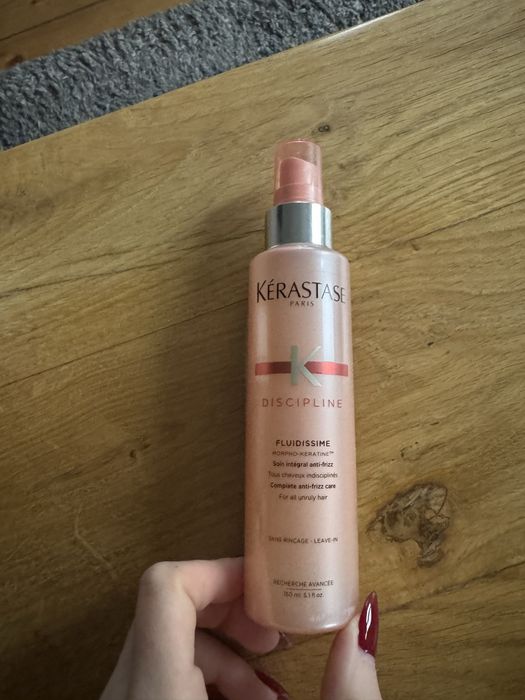 KÉRASTASE
PARIS
K
DISCIPLINE
FLUIDISSIME
MORPHO-KÉRATINE™
Soin intégral anti-frizz
Tous cheveux indisciplinés
Complete anti-frizz care
For all unruly hair
SANS RINÇAGE - LEAVE-IN
RECHERCHE AVANCÉE
150 ml. 5.1 fl.oz.